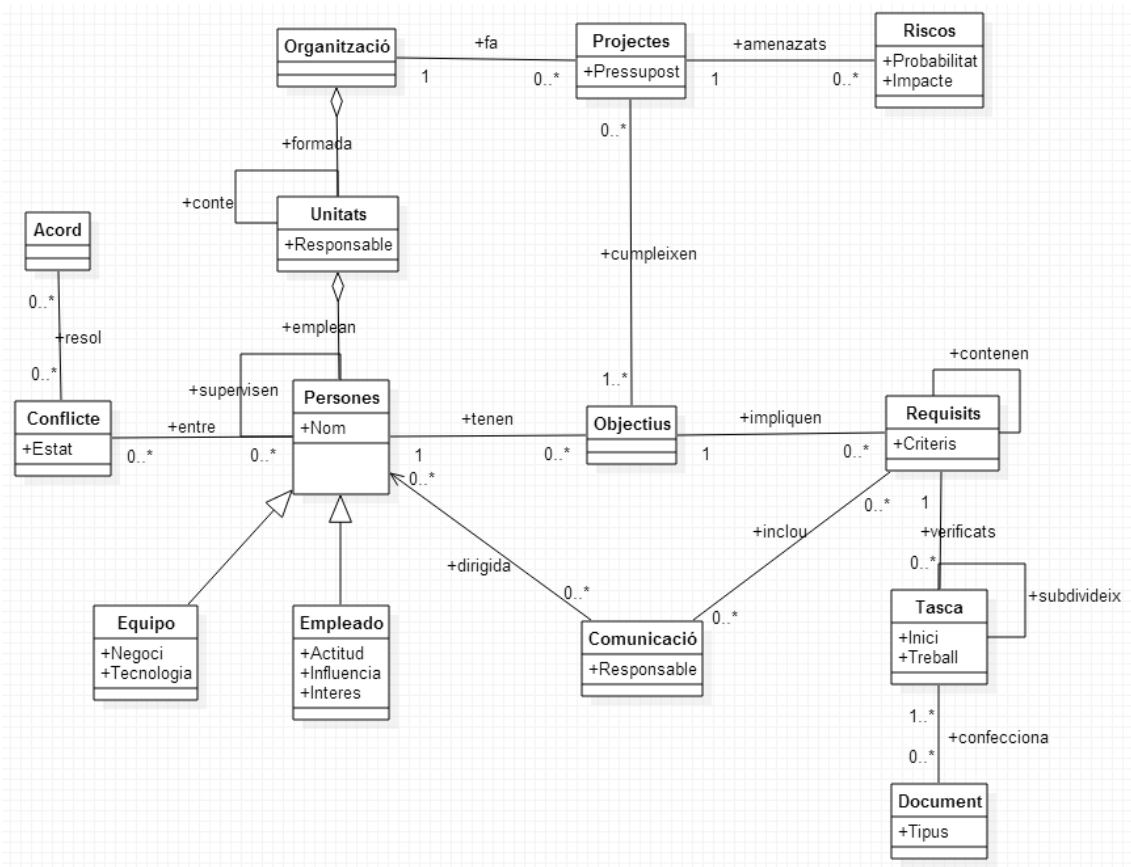 Organització
+fa
1
0..*
Projectes
+Pressupost
+amenazats
1
0..*
Riscos
+Probabilitat
+Impacte
+formada
+conte
Unitats
+Responsable
0..*
+cumpleixen
1..*
Acord
0..*
+resol
0..*
+emplean
+supervisen
Conflicte
+Estat
+entre
0..*
0..*
Persones
+Nom
+tenen
1
0..*
Objectius
+impliquen
1
0..*
+contenen
Requisits
+Criteris
0..*
+dirigida
0..*
0..*
+inclou
0..*
1
+verificats
0..*
Equipo
+Negoci
+Tecnologia
Empleado
+Actitud
+Influencia
+Interes
Comunicació
+Responsable
Tasca
+Inici
+Treball
+subdivideix
1..*
+confecciona
0..*
Document
+Tipus